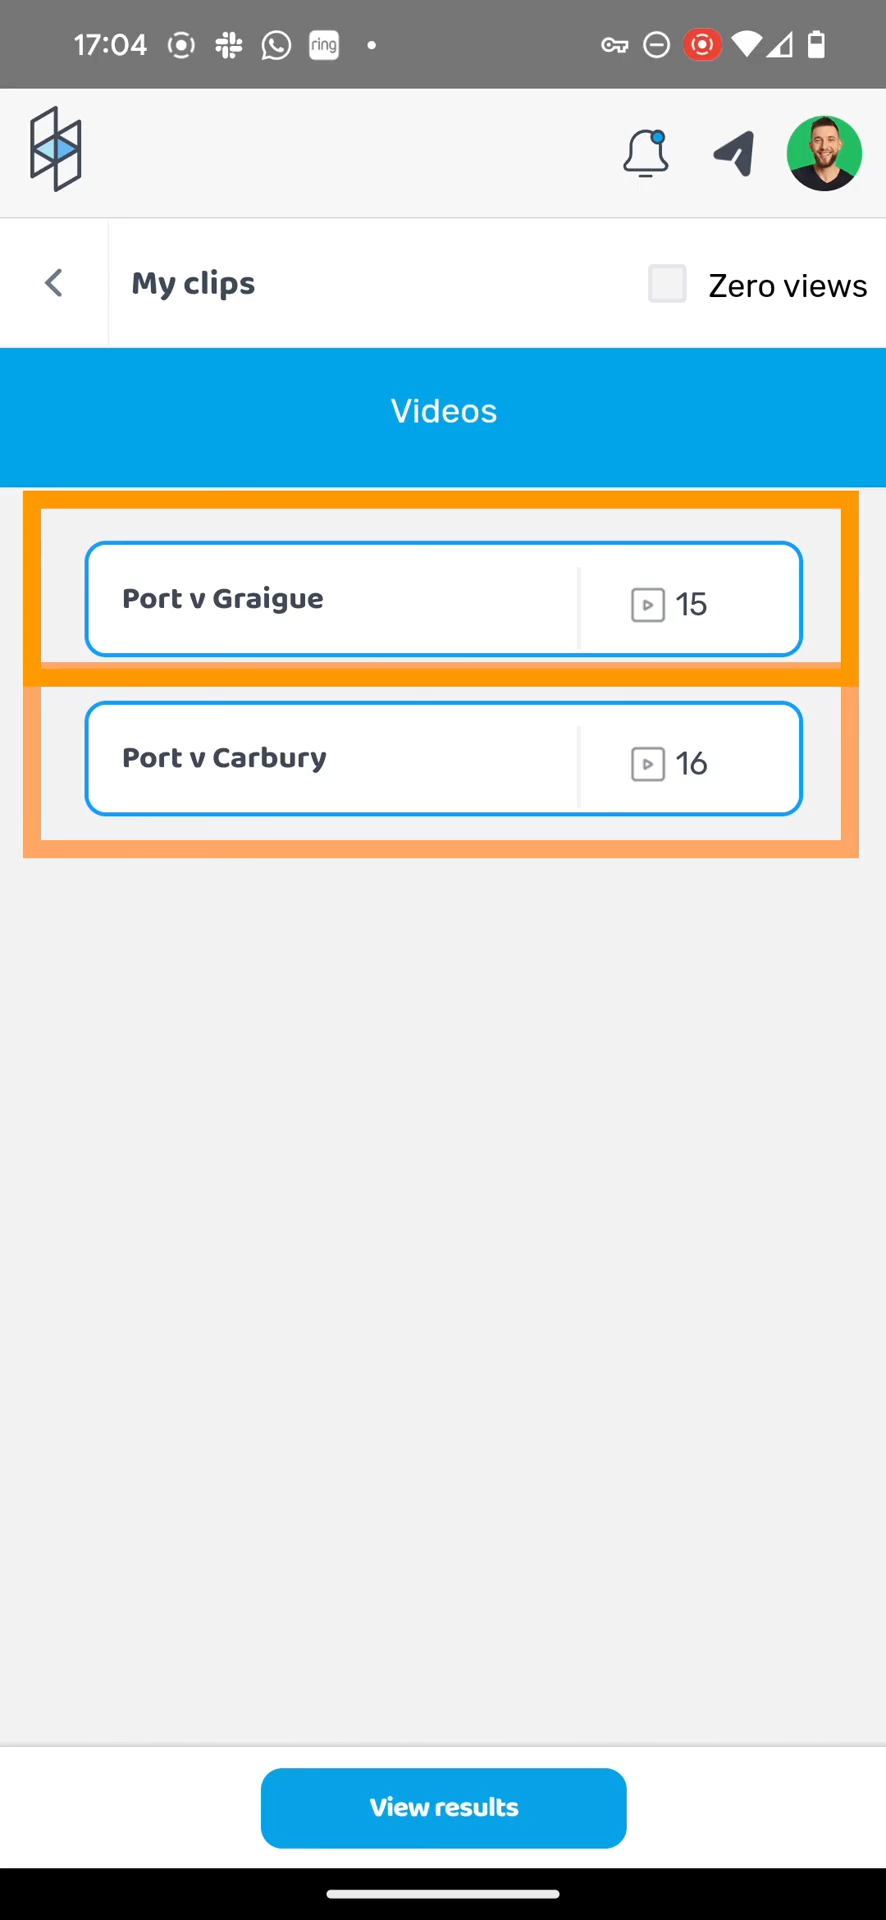 17:04
ring
My clips
Zero views
Videos
Port v Graigue
15
Port v Carbury
16
View results